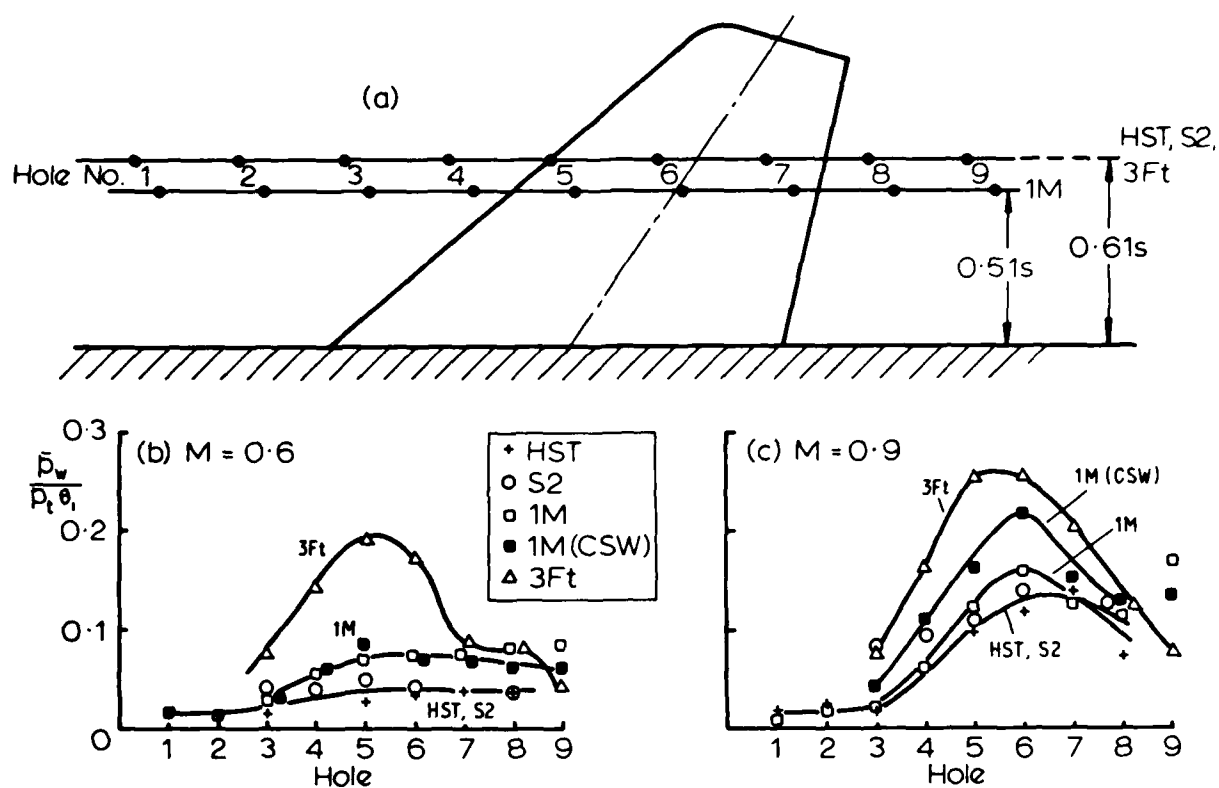 (a)
HST, S2,
3Ft
Hole No. 1 2 3 4 5 6 7 8 9
1M
0·51s
0·61s
0·3
(b) M = 0·6
p̄w
p̄t θ1
0·2
0·1
0
3Ft
1M
HST, S2
1 2 3 4 5 6 7 8 9
Hole
+ HST
○ S2
□ 1M
■ 1M(CSW)
△ 3Ft
(c) M = 0·9
3Ft
1M (CSW)
1M
HST, S2
1 2 3 4 5 6 7 8 9
Hole